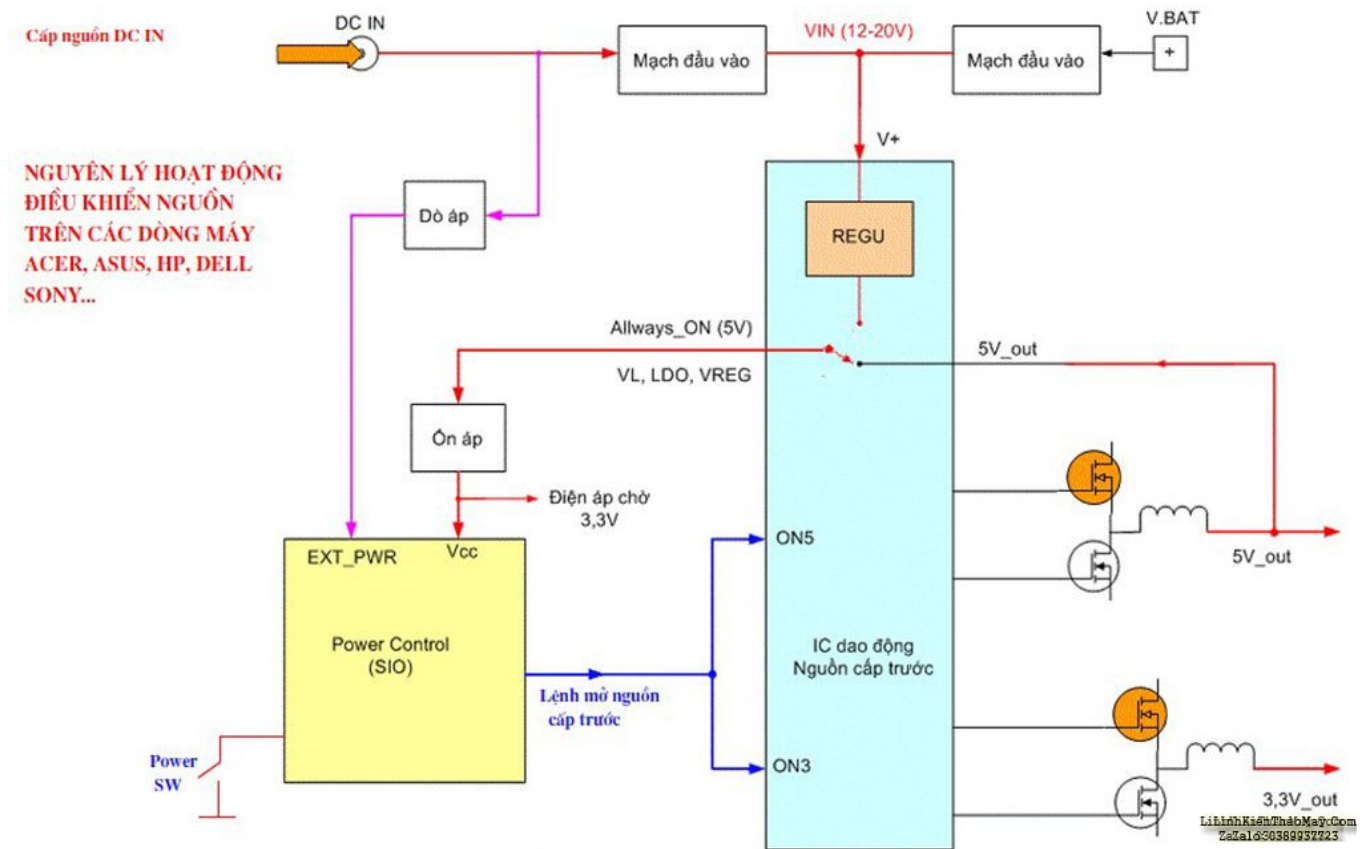 Cấp nguồn DC IN
DC IN
Mạch đầu vào
VIN (12-20V)
Mạch đầu vào
V.BAT
+
V+
NGUYÊN LÝ HOẠT ĐỘNG
ĐIỀU KHIỂN NGUỒN
TRÊN CÁC DÒNG MÁY
ACER, ASUS, HP, DELL
SONY...
Dò áp
REGU
Allways_ON (5V)
VL, LDO, VREG
5V_out
Ổn áp
Điện áp chờ
3,3V
EXT_PWR
Vcc
ON5
5V_out
Power Control
(SIO)
IC dao động
Nguồn cấp trước
Lệnh mở nguồn
cấp trước
Power
SW
ON3
3,3V_out